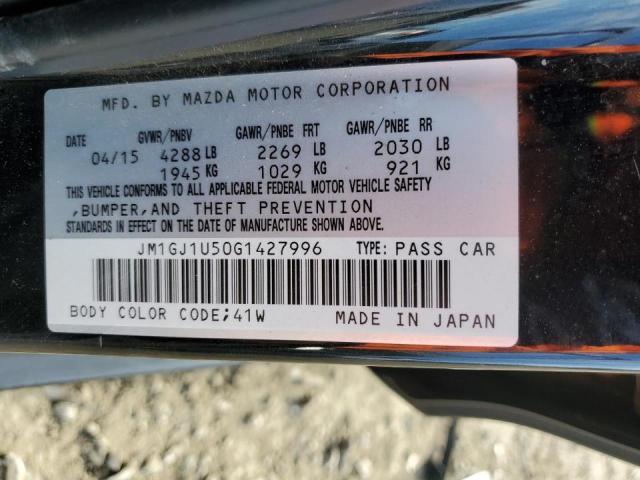 MFD. BY MAZDA MOTOR CORPORATION
DATE GVWR/PNBV GAWR/PNBE FRT GAWR/PNBE RR
04/15 4288 LB 2269 LB 2030 LB
1945 KG 1029 KG 921 KG
THIS VEHICLE CONFORMS TO ALL APPLICABLE FEDERAL MOTOR VEHICLE SAFETY
,BUMPER,AND THEFT PREVENTION
STANDARDS IN EFFECT ON THE DATE OF MANUFACTURE SHOWN ABOVE.
JM1GJ1U50G1427996 TYPE: PASS CAR
BODY COLOR CODE;41W MADE IN JAPAN